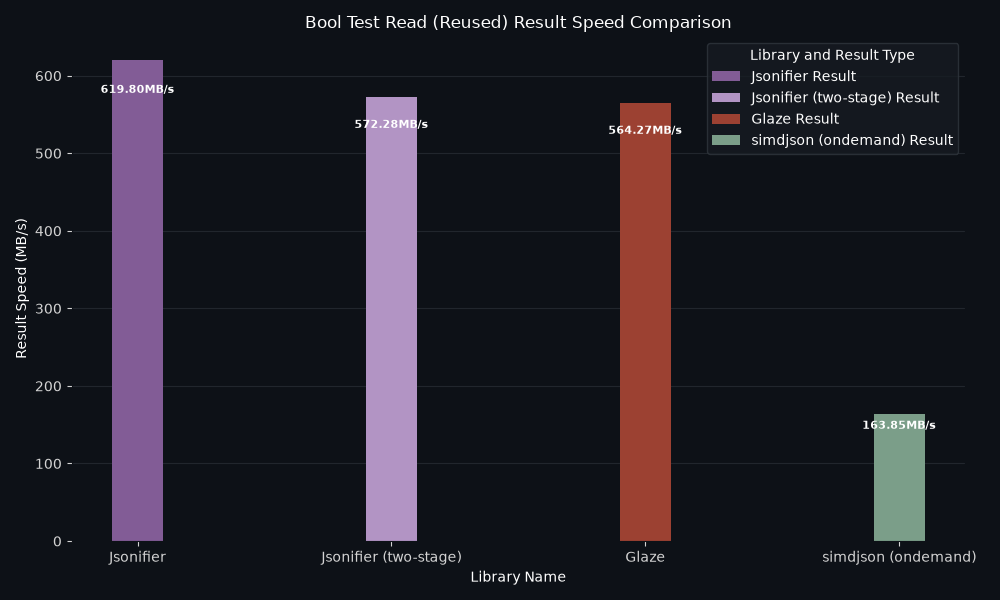 Bool Test Read (Reused) Result Speed Comparison
Library and Result Type
Jsonifier Result
Jsonifier (two-stage) Result
Glaze Result
simdjson (ondemand) Result
619.80MB/s
572.28MB/s
564.27MB/s
163.85MB/s
Result Speed (MB/s)
600
500
400
300
200
100
0
Jsonifier
Jsonifier (two-stage)
Glaze
simdjson (ondemand)
Library Name